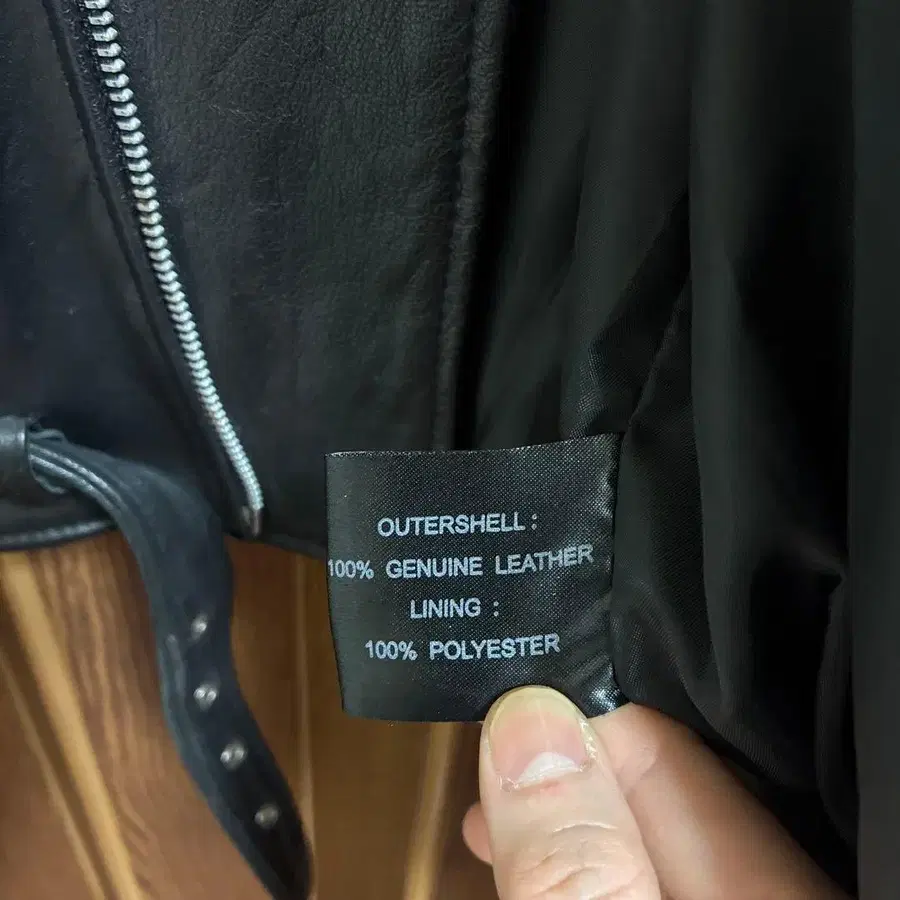 OUTERSHELL :
100% GENUINE LEATHER
LINING :
100% POLYESTER